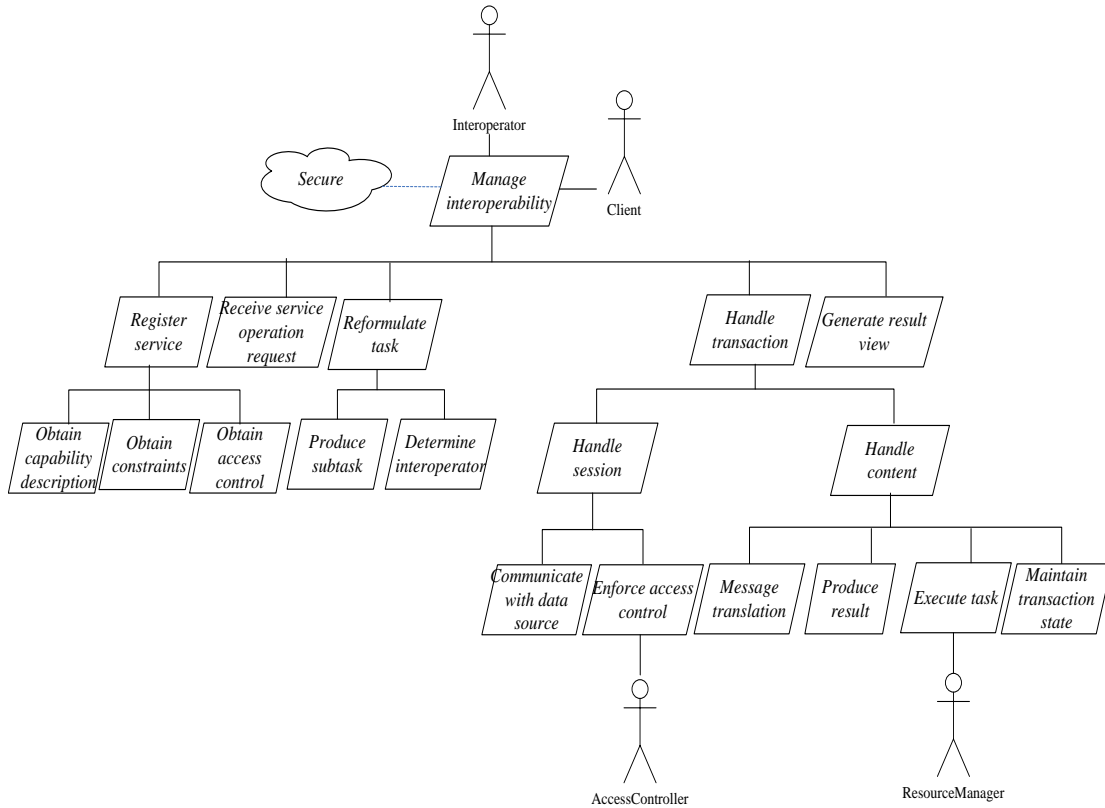 Interoperator
Client
Secure
Manage
interoperability
Register
service
Receive service
operation
request
Reformulate
task
Handle
transaction
Generate result
view
Obtain
capability
description
Obtain
constraints
Obtain
access
control
Produce
subtask
Determine
interoperator
Handle
session
Handle
content
Communicate
with data
source
Enforce access
control
Message
translation
Produce
result
Execute task
Maintain
transaction
state
AccessController
ResourceManager